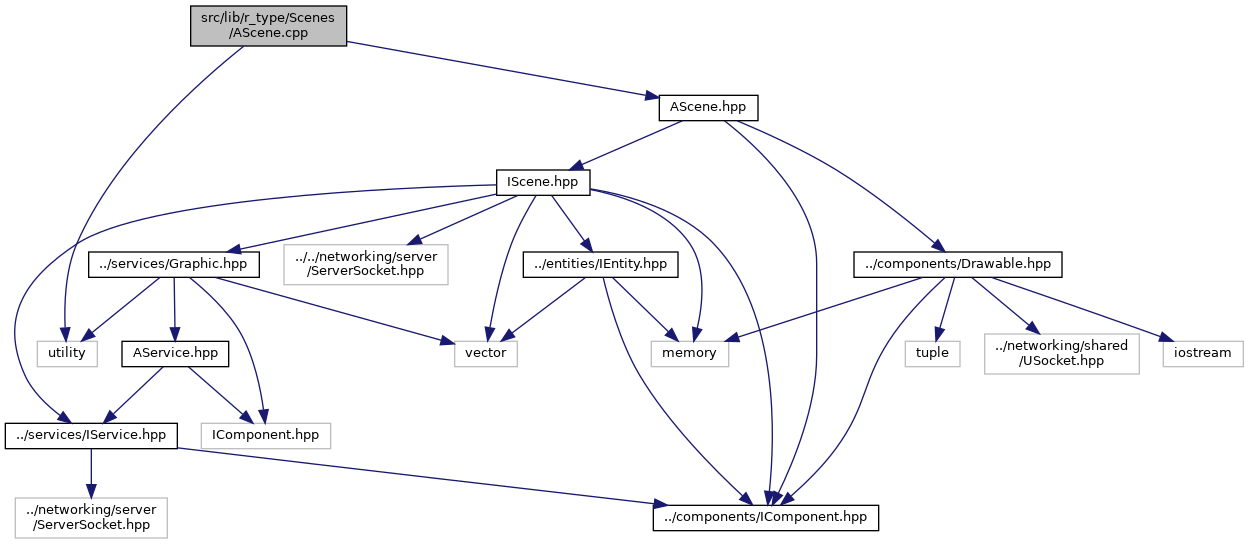 src/lib/r_type/Scenes
/AScene.cpp
AScene.hpp
IScene.hpp
../services/Graphic.hpp
../../networking/server
/ServerSocket.hpp
../entities/IEntity.hpp
../components/Drawable.hpp
utility
AService.hpp
vector
memory
tuple
../networking/shared
/USocket.hpp
iostream
../services/IService.hpp
IComponent.hpp
../networking/server
/ServerSocket.hpp
../components/IComponent.hpp